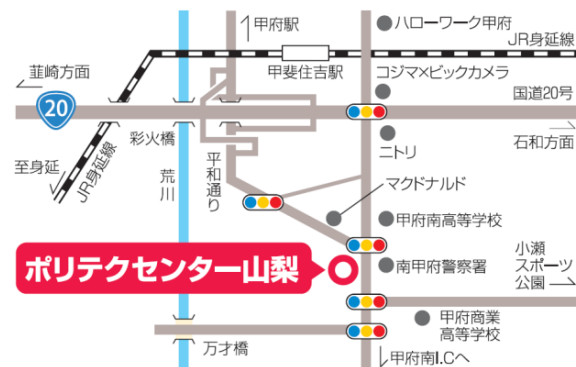 甲府駅
ハローワーク甲府
JR身延線
韮崎方面
甲斐住吉駅
コジマ×ビックカメラ
20
国道20号
彩火橋
ニトリ
石和方面
至身延
JR身延線
荒川
平和通り
マクドナルド
甲府南高等学校
ポリテクセンター山梨
南甲府警察署
小瀬
スポーツ
公園
甲府商業
高等学校
万才橋
甲府南I.Cへ